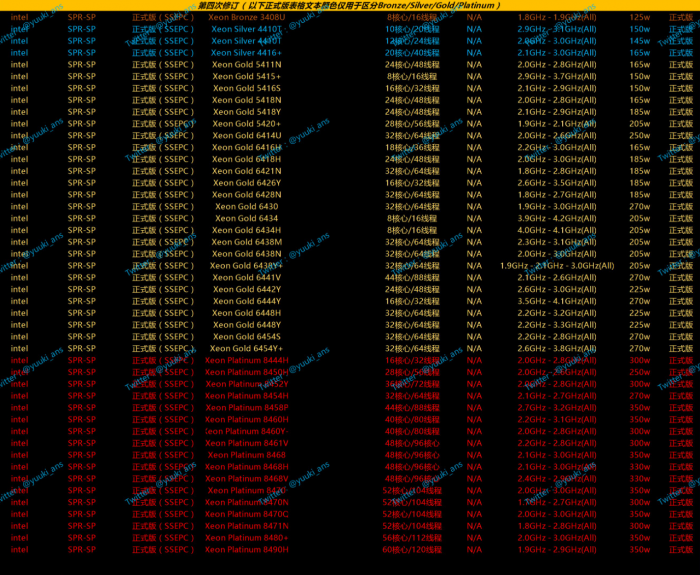 第四次修订（以下正式版表格文本颜色仅用于区分Bronze/Silver/Gold/Platinum）
intel SPR-SP 正式版（SSEPC） Xeon Bronze 3408U 8核心/16线程 N/A 1.8GHz - 1.9GHz(All) 125w 正式版
intel SPR-SP 正式版（SSEPC） Xeon Silver 4410T 10核心/20线程 N/A 2.9GHz - 3.1GHz(All) 150w 正式版
intel SPR-SP 正式版（SSEPC） Xeon Silver 4410 12核心/24线程 N/A 2.0GHz - 3.0GHz(All) 145w 正式版
intel SPR-SP 正式版（SSEPC） Xeon Silver 4416+ 20核心/40线程 N/A 2.1GHz - 3.0GHz(All) 165w 正式版
intel SPR-SP 正式版（SSEPC） Xeon Gold 5411N 24核心/48线程 N/A 2.0GHz - 2.8GHz(All) 165w 正式版
intel SPR-SP 正式版（SSEPC） Xeon Gold 5415+ 8核心/16线程 N/A 2.9GHz - 3.7GHz(All) 150w 正式版
intel SPR-SP 正式版（SSEPC） Xeon Gold 5416S 16核心/32线程 N/A 2.1GHz - 2.9GHz(All) 150w 正式版
intel SPR-SP 正式版（SSEPC） Xeon Gold 5418N 24核心/48线程 N/A 2.0GHz - 2.8GHz(All) 165w 正式版
intel SPR-SP 正式版（SSEPC） Xeon Gold 5418Y 24核心/48线程 N/A 2.1GHz - 2.9GHz(All) 185w 正式版
intel SPR-SP 正式版（SSEPC） Xeon Gold 5420+ 28核心/56线程 N/A 1.9GHz - 2.1GHz(All) 205w 正式版
intel SPR-SP 正式版（SSEPC） Xeon Gold 6414U 32核心/64线程 N/A 2.0GHz - 2.6GHz(All) 250w 正式版
intel SPR-SP 正式版（SSEPC） Xeon Gold 6416H 18核心/36线程 N/A 2.2GHz - 3.0GHz(All) 165w 正式版
intel SPR-SP 正式版（SSEPC） Xeon Gold 6418H 24核心/48线程 N/A 2.0GHz - 3.0GHz(All) 185w 正式版
intel SPR-SP 正式版（SSEPC） Xeon Gold 6421N 32核心/64线程 N/A 1.8GHz - 2.8GHz(All) 185w 正式版
intel SPR-SP 正式版（SSEPC） Xeon Gold 6426Y 16核心/32线程 N/A 2.6GHz - 3.5GHz(All) 185w 正式版
intel SPR-SP 正式版（SSEPC） Xeon Gold 6428N 32核心/64线程 N/A 1.8GHz - 2.7GHz(All) 185w 正式版
intel SPR-SP 正式版（SSEPC） Xeon Gold 6430 32核心/64线程 N/A 1.9GHz - 3.0GHz(All) 270w 正式版
intel SPR-SP 正式版（SSEPC） Xeon Gold 6434 8核心/16线程 N/A 3.9GHz - 4.2GHz(All) 205w 正式版
intel SPR-SP 正式版（SSEPC） Xeon Gold 6434H 8核心/16线程 N/A 4.0GHz - 4.1GHz(All) 205w 正式版
intel SPR-SP 正式版（SSEPC） Xeon Gold 6438M 32核心/64线程 N/A 2.3GHz - 3.1GHz(All) 205w 正式版
intel SPR-SP 正式版（SSEPC） Xeon Gold 6438N 32核心/64线程 N/A 2.0GHz - 3.0GHz(All) 205w 正式版
intel SPR-SP 正式版（SSEPC） Xeon Gold 6438Y+ 32核心/64线程 N/A 1.9GHz - 2.1GHz - 3.0GHz(All) 205w 正式版
intel SPR-SP 正式版（SSEPC） Xeon Gold 6441V 44核心/88线程 N/A 2.1GHz - 2.6GHz(All) 270w 正式版
intel SPR-SP 正式版（SSEPC） Xeon Gold 6442Y 24核心/48线程 N/A 2.6GHz - 3.0GHz(All) 225w 正式版
intel SPR-SP 正式版（SSEPC） Xeon Gold 6444Y 16核心/32线程 N/A 3.5GHz - 4.1GHz(All) 270w 正式版
intel SPR-SP 正式版（SSEPC） Xeon Gold 6448H 32核心/64线程 N/A 2.2GHz - 3.2GHz(All) 225w 正式版
intel SPR-SP 正式版（SSEPC） Xeon Gold 6448Y 32核心/64线程 N/A 2.2GHz - 3.3GHz(All) 225w 正式版
intel SPR-SP 正式版（SSEPC） Xeon Gold 6454S 32核心/64线程 N/A 2.2GHz - 2.8GHz(All) 270w 正式版
intel SPR-SP 正式版（SSEPC） Xeon Gold 6454Y+ 32核心/64线程 N/A 2.6GHz - 3.8GHz(All) 270w 正式版
intel SPR-SP 正式版（SSEPC） Xeon Platinum 8444H 16核心/32线程 N/A 2.0GHz - 2.8GHz(All) 300w 正式版
intel SPR-SP 正式版（SSEPC） Xeon Platinum 8450H 28核心/56线程 N/A 2.0GHz - 2.6GHz(All) 250w 正式版
intel SPR-SP 正式版（SSEPC） Xeon Platinum 8452Y 36核心/72线程 N/A 2.0GHz - 2.8GHz(All) 300w 正式版
intel SPR-SP 正式版（SSEPC） Xeon Platinum 8454H 32核心/64线程 N/A 2.1GHz - 2.7GHz(All) 270w 正式版
intel SPR-SP 正式版（SSEPC） Xeon Platinum 8458P 44核心/88线程 N/A 2.7GHz - 3.2GHz(All) 350w 正式版
intel SPR-SP 正式版（SSEPC） Xeon Platinum 8460H 40核心/80线程 N/A 2.2GHz - 3.1GHz(All) 350w 正式版
intel SPR-SP 正式版（SSEPC） Xeon Platinum 8460Y 40核心/80线程 N/A 2.0GHz - 2.8GHz(All) 300w 正式版
intel SPR-SP 正式版（SSEPC） Xeon Platinum 8461V 48核心/96核心 N/A 2.2GHz - 2.8GHz(All) 300w 正式版
intel SPR-SP 正式版（SSEPC） Xeon Platinum 8468 48核心/96核心 N/A 2.1GHz - 3.0GHz(All) 350w 正式版
intel SPR-SP 正式版（SSEPC） Xeon Platinum 8468H 48核心/96核心 N/A 2.1GHz - 3.0GHz(All) 330w 正式版
intel SPR-SP 正式版（SSEPC） Xeon Platinum 8468V 48核心/96核心 N/A 2.4GHz - 2.9GHz(All) 330w 正式版
intel SPR-SP 正式版（SSEPC） Xeon Platinum 8470 52核心/104线程 N/A 2.0GHz - 3.0GHz(All) 350w 正式版
intel SPR-SP 正式版（SSEPC） Xeon Platinum 8470N 52核心/104线程 N/A 1.7GHz - 2.7GHz(All) 300w 正式版
intel SPR-SP 正式版（SSEPC） Xeon Platinum 8470Q 52核心/104线程 N/A 2.0GHz - 3.0GHz(All) 350w 正式版
intel SPR-SP 正式版（SSEPC） Xeon Platinum 8471N 52核心/104线程 N/A 1.8GHz - 2.8GHz(All) 300w 正式版
intel SPR-SP 正式版（SSEPC） Xeon Platinum 8480+ 56核心/112线程 N/A 2.0GHz - 3.0GHz(All) 350w 正式版
intel SPR-SP 正式版（SSEPC） Xeon Platinum 8490H 60核心/120线程 N/A 1.9GHz - 2.9GHz(All) 350w 正式版
Twitter：@yuuki_ans